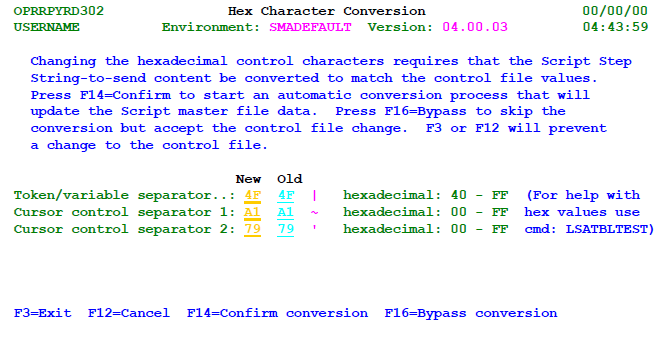 OPRRPYRD302 Hex Character Conversion 00/00/00
USERNAME Environment: SMADEFAULT Version: 04.00.03 04:43:59
Changing the hexadecimal control characters requires that the Script Step
String-to-send content be converted to match the control file values.
Press F14=Confirm to start an automatic conversion process that will
update the Script master file data. Press F16=Bypass to skip the
conversion but accept the control file change. F3 or F12 will prevent
a change to the control file.
New Old
Token/variable separator..: 4F 4F | hexadecimal: 40 - FF (For help with
Cursor control separator 1: A1 A1 ~ hexadecimal: 00 - FF hex values use
Cursor control separator 2: 79 79 ' hexadecimal: 00 - FF cmd: LSATBLTEST)
F3=Exit F12=Cancel F14=Confirm conversion F16=Bypass conversion